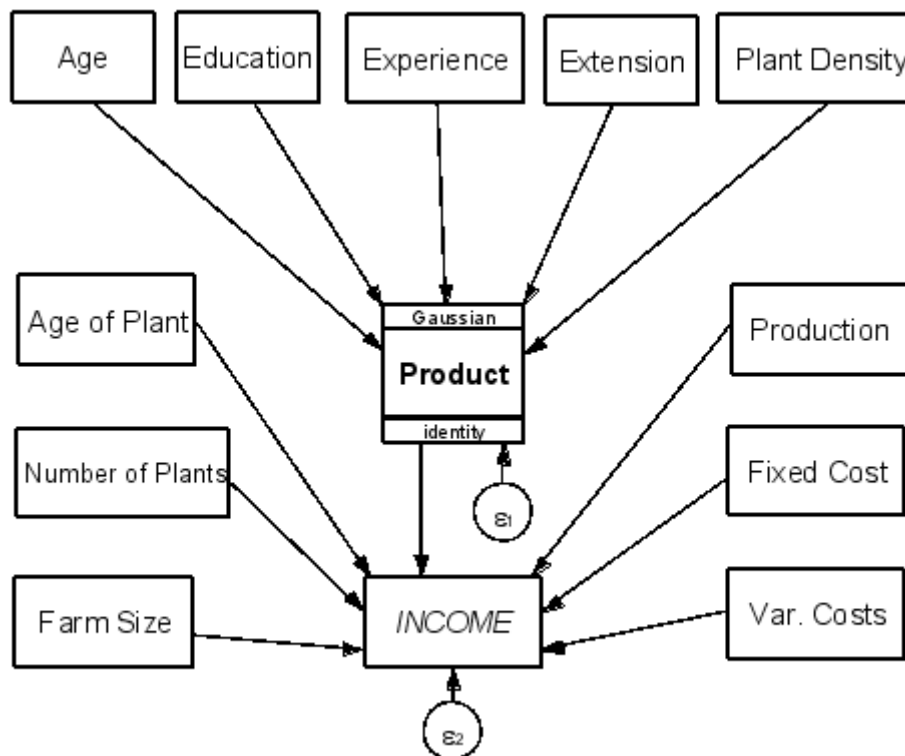 Age
Education
Experience
Extension
Plant Density
Gaussian
Product
identity
Age of Plant
Production
Number of Plants
Fixed Cost
ε1
Farm Size
INCOME
Var. Costs
ε2